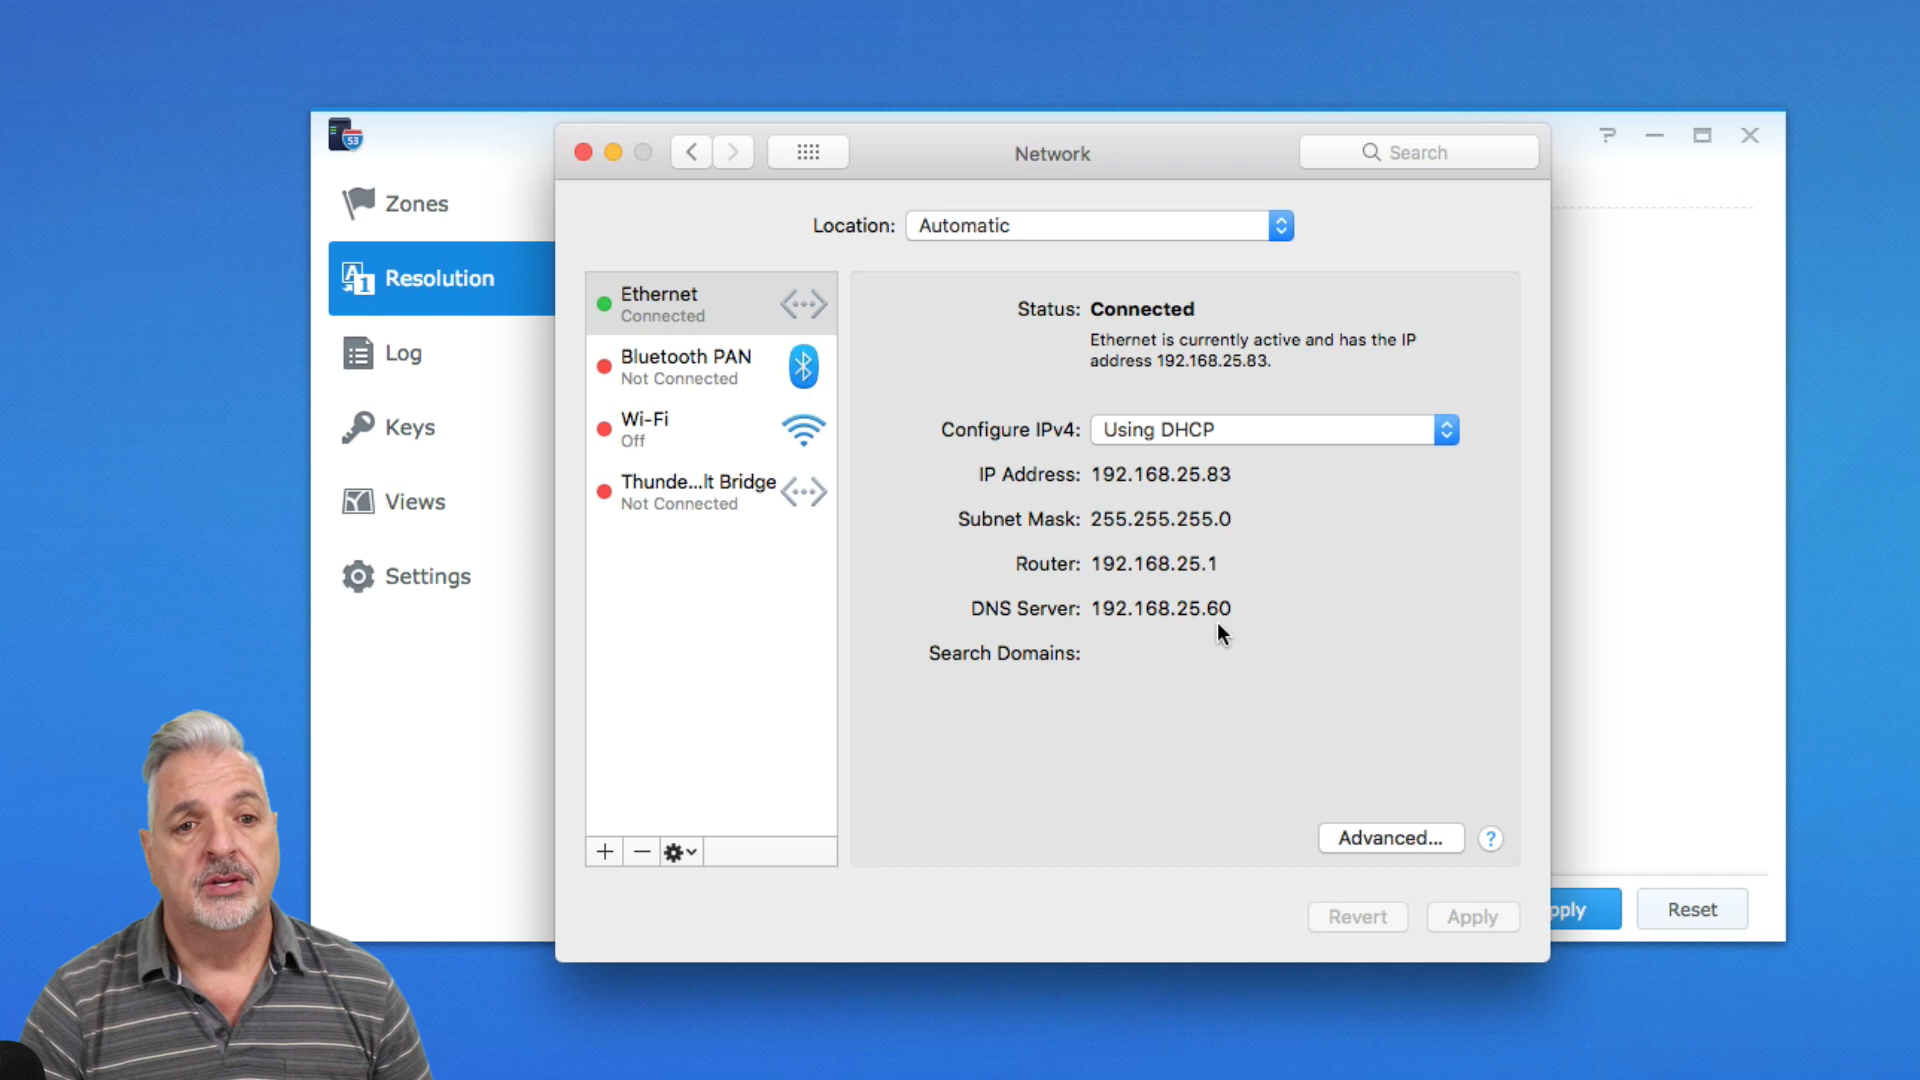 53
Zones
Resolution
Log
Keys
Views
Settings
Network
Search
Location: Automatic
Ethernet
Connected
Bluetooth PAN
Not Connected
Wi-Fi
Off
Thunde...lt Bridge
Not Connected
Status: Connected
Ethernet is currently active and has the IP
address 192.168.25.83.
Configure IPv4: Using DHCP
IP Address: 192.168.25.83
Subnet Mask: 255.255.255.0
Router: 192.168.25.1
DNS Server: 192.168.25.60
Search Domains:
Advanced...
?
Revert
Apply
pply
Reset